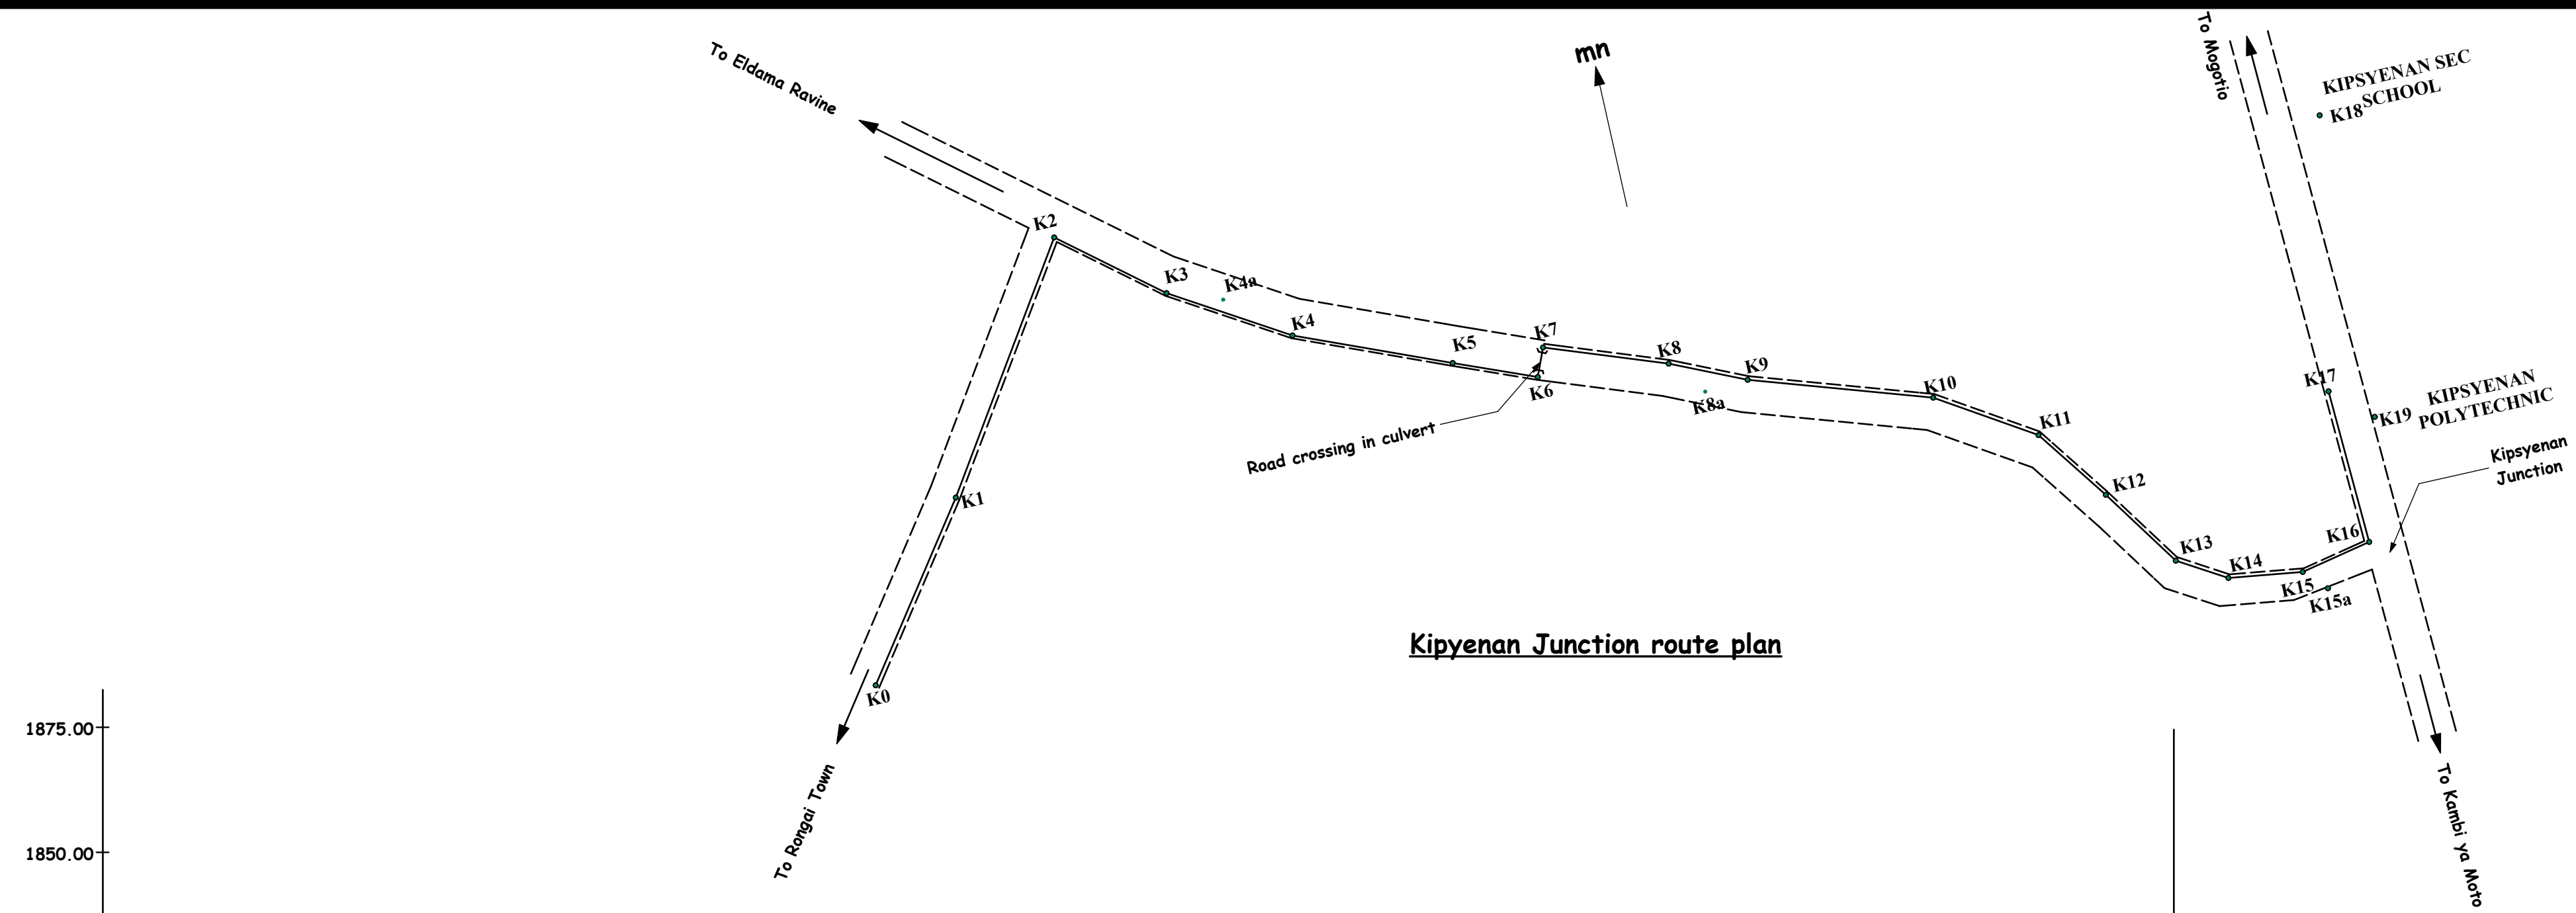 To Eldama Ravine
mn
To Mogotio
KIPSYENAN SEC
SCHOOL
K18
K2
K3
K4a
K4
K5
K7
K6
K8
K8a
K9
K10
K11
K12
K13
K14
K15
K15a
K16
K17
K19
KIPSYENAN
POLYTECHNIC
Kipsyenan
Junction
Road crossing in culvert
K1
K0
Kipyenan Junction route plan
To Rongai Town
To Kambi ya Moto
1875.00
1850.00